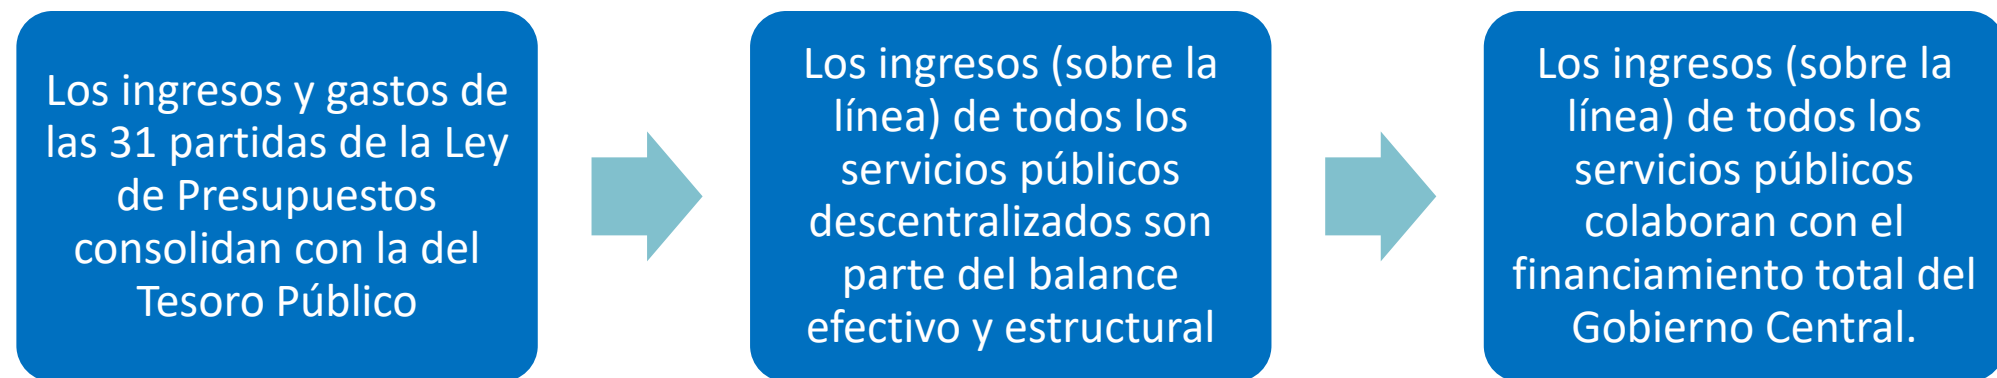 Los ingresos y gastos de
las 31 partidas de la Ley
de Presupuestos
consolidan con la del
Tesoro Público
Los ingresos (sobre la
línea) de todos los
servicios públicos
descentralizados son
parte del balance
efectivo y estructural
Los ingresos (sobre la
línea) de todos los
servicios públicos
colaboran con el
financiamiento total del
Gobierno Central.